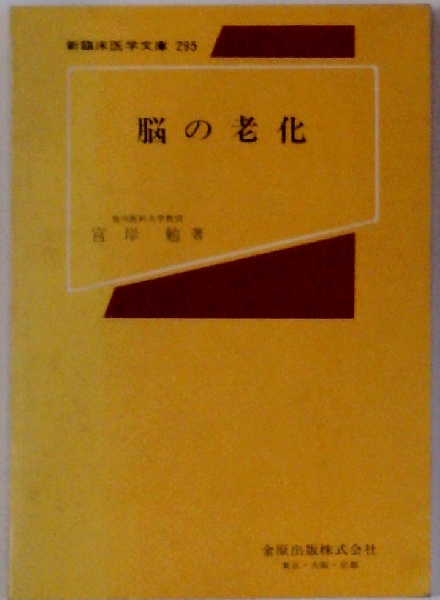 新臨床医学文庫 295
脳の老化
旭川医科大学教授
宮岸 勉 著
金原出版株式会社
東京・大阪・京都